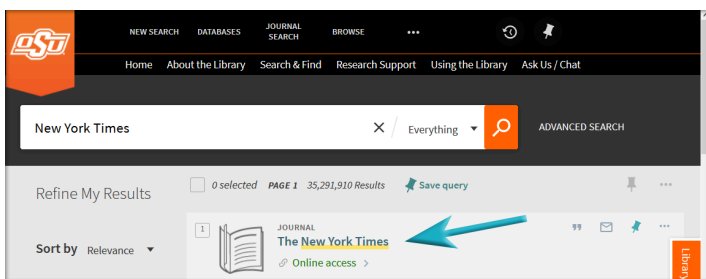 OSU
NEW SEARCH DATABASES JOURNAL SEARCH BROWSE •••
Home About the Library Search & Find Research Support Using the Library Ask Us / Chat
New York Times × Everything ADVANCED SEARCH
Refine My Results
0 selected PAGE 1 35,291,910 Results Save query
1
JOURNAL
The New York Times
Online access >
Sort by Relevance
Library